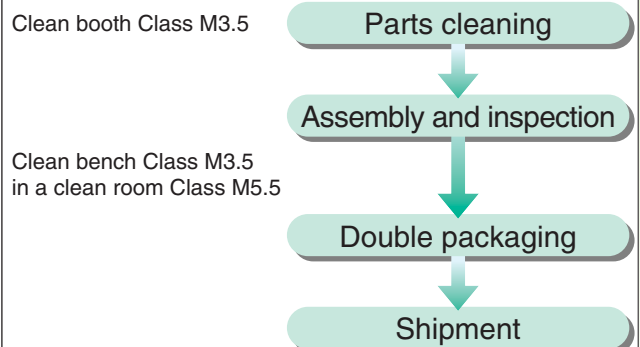 Clean booth Class M3.5
Parts cleaning
Assembly and inspection
Clean bench Class M3.5
in a clean room Class M5.5
Double packaging
Shipment